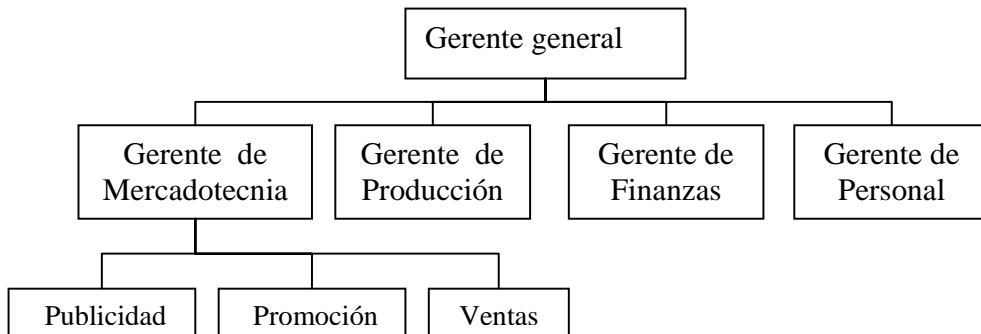 Gerente general
Gerente de
Mercadotecnia
Gerente de
Producción
Gerente de
Finanzas
Gerente de
Personal
Publicidad
Promoción
Ventas